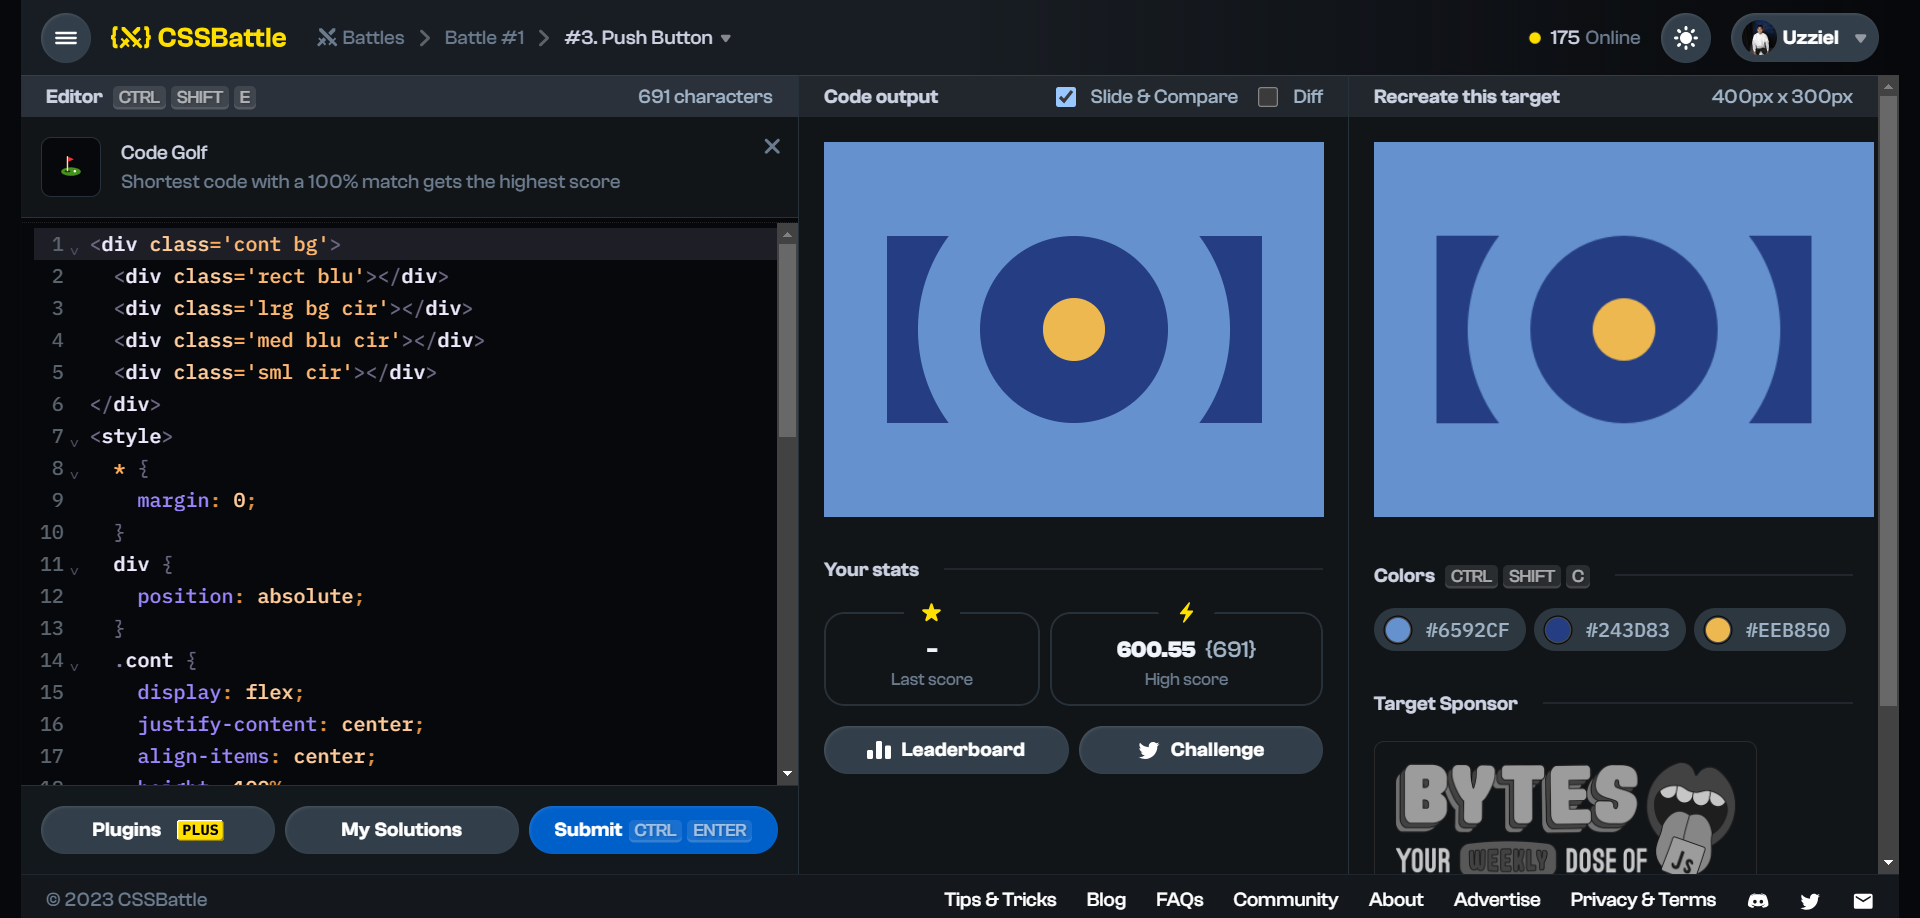 {X} CSSBattle
Battles
Battle #1
#3. Push Button
175 Online
Uzziel
Editor CTRL SHIFT E
691 characters
Code Golf
Shortest code with a 100% match gets the highest score
1 <div class='cont bg'>
2 <div class='rect blu'></div>
3 <div class='lrg bg cir'></div>
4 <div class='med blu cir'></div>
5 <div class='sml cir'></div>
6 </div>
7 <style>
8 * {
9 margin: 0;
10 }
11 div {
12 position: absolute;
13 }
14 .cont {
15 display: flex;
16 justify-content: center;
17 align-items: center;
Plugins PLUS
My Solutions
Submit CTRL ENTER
Code output
Slide & Compare
Diff
Your stats
-
Last score
600.55 {691}
High score
Leaderboard
Challenge
Recreate this target
400px x 300px
Colors CTRL SHIFT C
#6592CF
#243D83
#EEB850
Target Sponsor
BYTES
YOUR WEEKLY DOSE OF
JS
© 2023 CSSBattle
Tips & Tricks
Blog
FAQs
Community
About
Advertise
Privacy & Terms